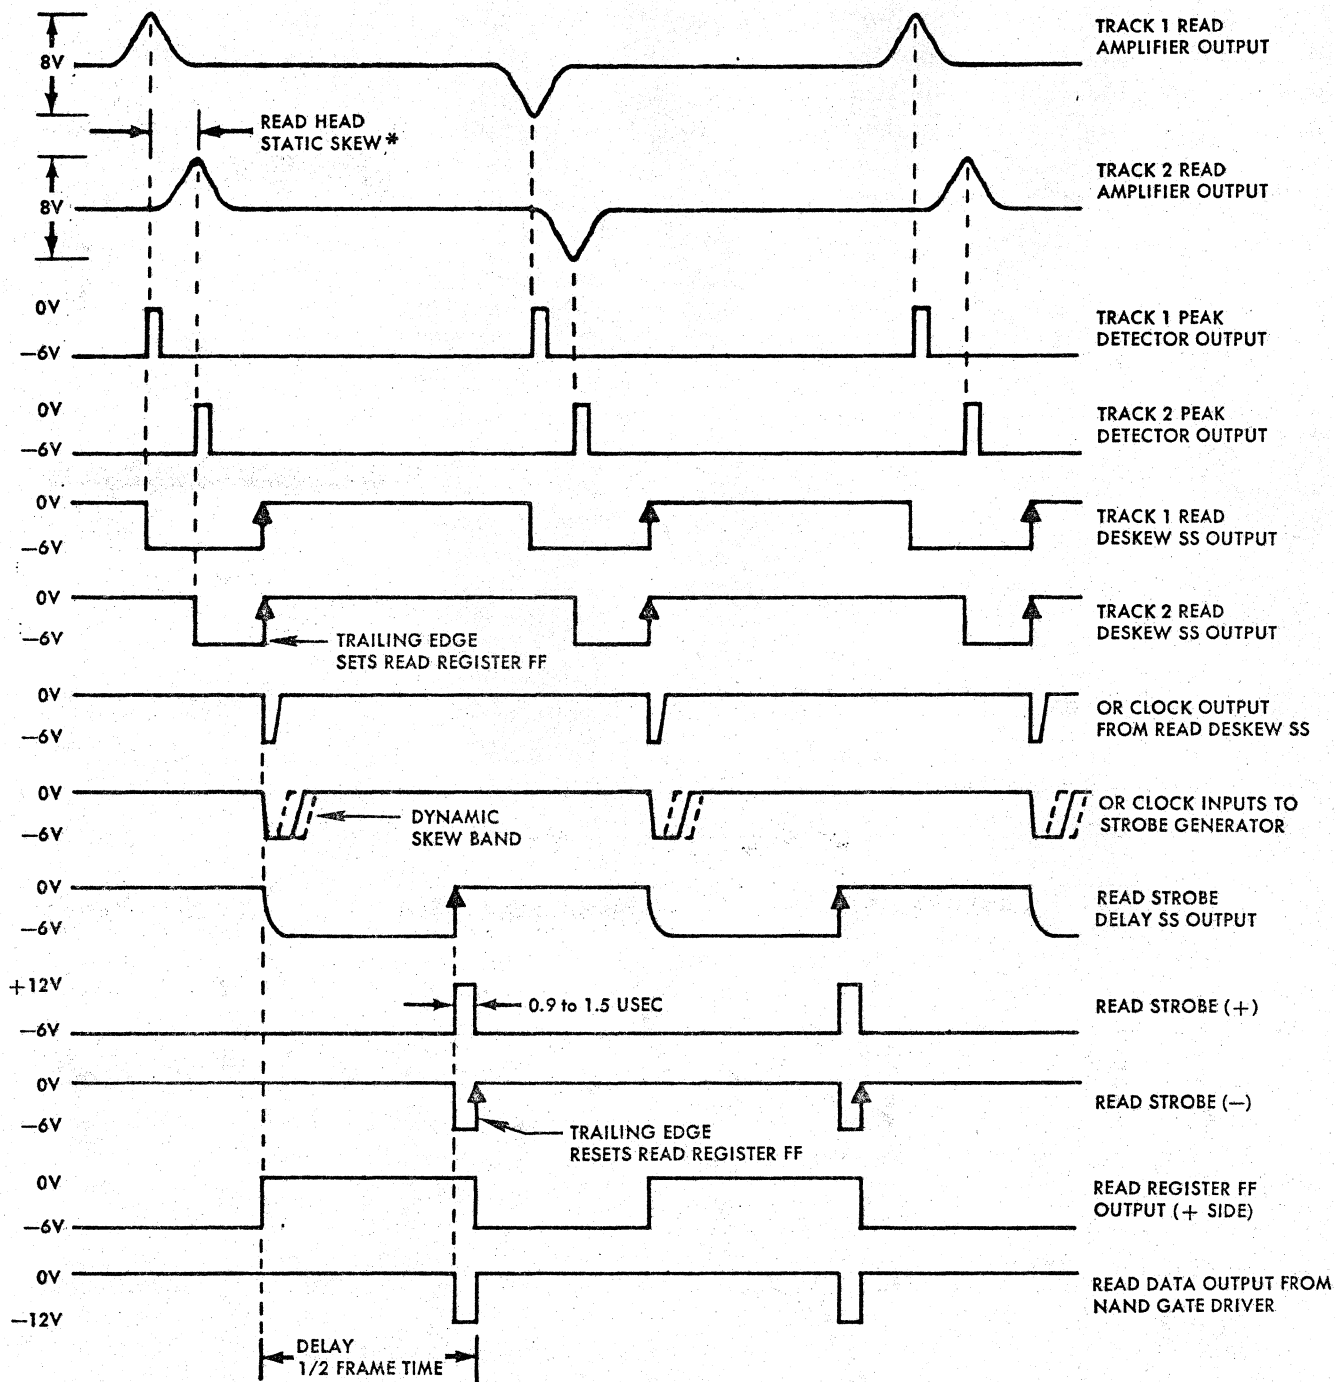 TRACK 1 READ
AMPLIFIER OUTPUT
8V
READ HEAD
STATIC SKEW *
TRACK 2 READ
AMPLIFIER OUTPUT
8V
0V
—6V
TRACK 1 PEAK
DETECTOR OUTPUT
0V
—6V
TRACK 2 PEAK
DETECTOR OUTPUT
0V
—6V
TRACK 1 READ
DESKEW SS OUTPUT
0V
—6V
TRAILING EDGE
SETS READ REGISTER FF
TRACK 2 READ
DESKEW SS OUTPUT
0V
—6V
OR CLOCK OUTPUT
FROM READ DESKEW SS
0V
—6V
DYNAMIC
SKEW BAND
OR CLOCK INPUTS TO
STROBE GENERATOR
0V
—6V
READ STROBE
DELAY SS OUTPUT
+12V
—6V
0.9 to 1.5 USEC
READ STROBE (+)
0V
—6V
TRAILING EDGE
RESETS READ REGISTER FF
READ STROBE (—)
0V
—6V
READ REGISTER FF
OUTPUT (+ SIDE)
0V
—12V
READ DATA OUTPUT FROM
NAND GATE DRIVER
DELAY
1/2 FRAME TIME